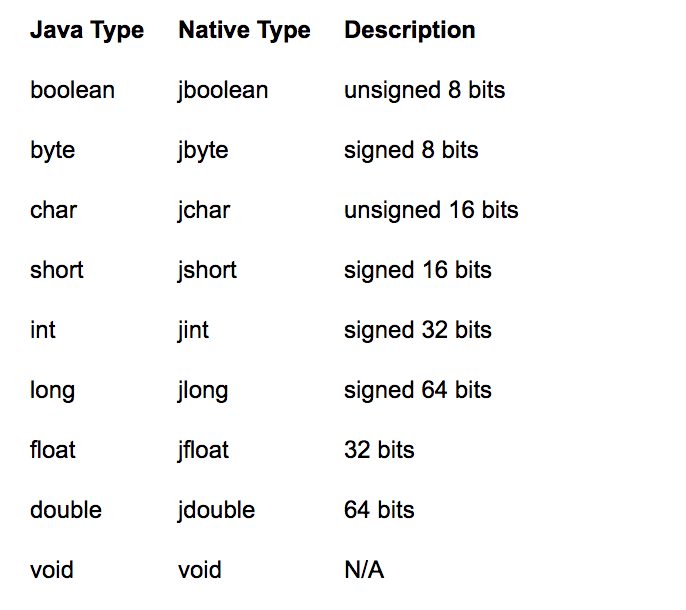 Java Type Native Type Description
boolean jboolean unsigned 8 bits
byte jbyte signed 8 bits
char jchar unsigned 16 bits
short jshort signed 16 bits
int jint signed 32 bits
long jlong signed 64 bits
float jfloat 32 bits
double jdouble 64 bits
void void N/A